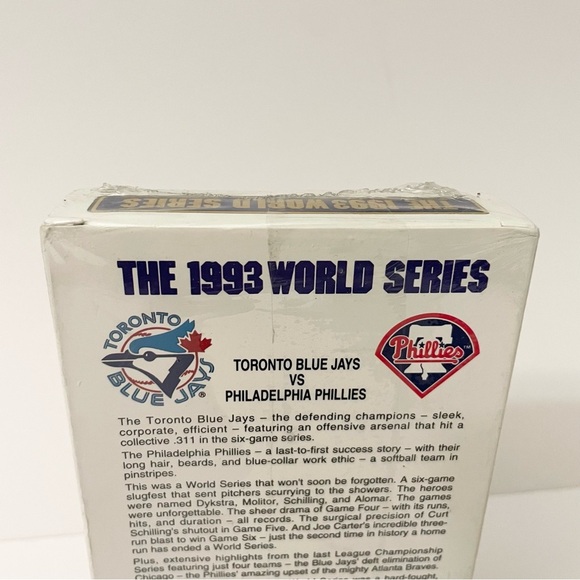 THE 1993 WORLD SERIES
THE 1993 WORLD SERIES
TORONTO
BLUE JAYS
Phillies
TORONTO BLUE JAYS
VS
PHILADELPHIA PHILLIES
The Toronto Blue Jays – the defending champions – sleek,
corporate, efficient – featuring an offensive arsenal that hit a
collective .311 in the six-game series.
The Philadelphia Phillies – a last-to-first success story – with their
long hair, beards, and blue-collar work ethic – a softball team in
pinstripes.
This was a World Series that won't soon be forgotten. A six-game
slugfest that sent pitchers scurrying to the showers. The heroes
were named Dykstra, Molitor, Schilling, and Alomar. The games
were unforgettable. The sheer drama of Game Four – with its runs,
hits, and duration – all records. The surgical precision of Curt
Schilling's shutout in Game Five. And Joe Carter's incredible three-
run blast to win Game Six – just the second time in history a home
run has ended a World Series.
Plus, extensive highlights from the last League Championship
Series featuring just four teams – the Blue Jays' deft elimination of
Chicago – the Phillies' amazing upset of the mighty Atlanta Braves.
World Series was a hard-fought,